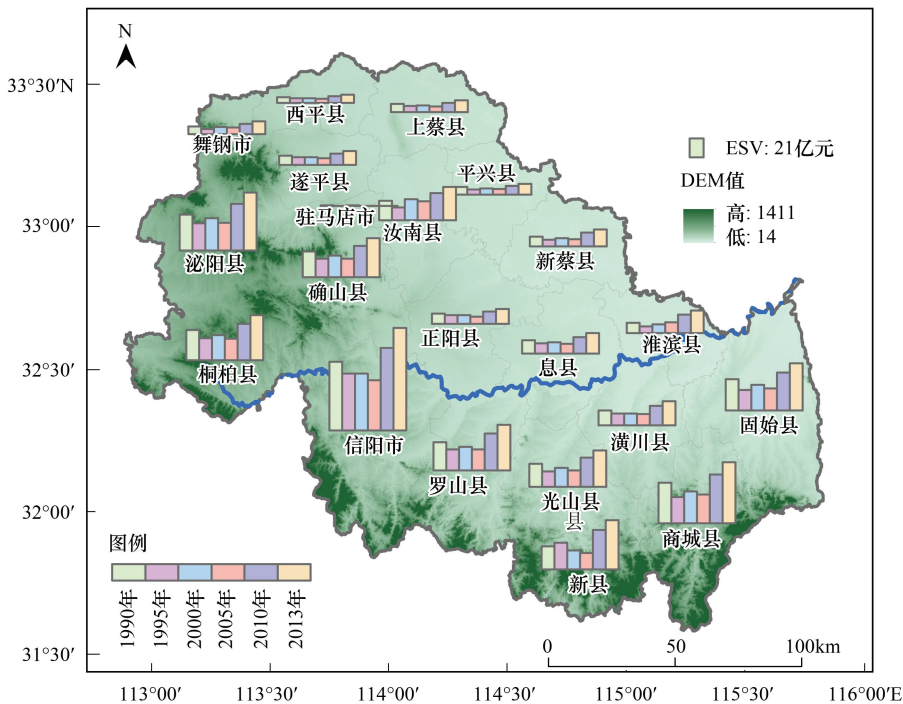 N
33°30′N
33°00′
32°30′
32°00′
31°30′
西平县
上蔡县
舞钢市
遂平县
平兴县
驻马店市
汝南县
泌阳县
新蔡县
确山县
正阳县
淮滨县
息县
桐柏县
信阳市
潢川县
固始县
罗山县
光山县
县
商城县
新县
ESV: 21亿元
DEM值
高: 1411
低: 14
图例
1990年
1995年
2000年
2005年
2010年
2013年
0 50 100km
113°00′ 113°30′ 114°00′ 114°30′ 115°00′ 115°30′ 116°00′E